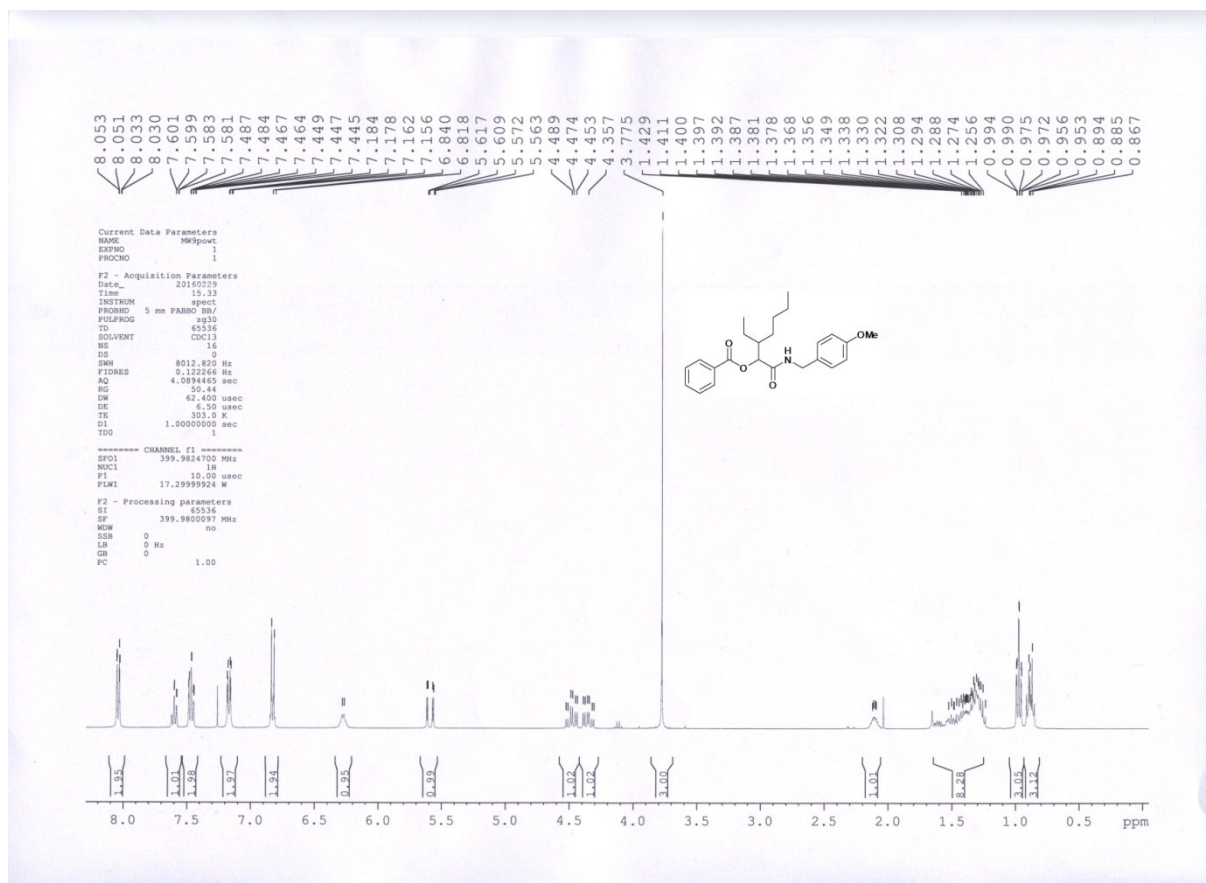 8.053
8.051
8.033
8.030
7.601
7.599
7.583
7.581
7.487
7.484
7.467
7.464
7.449
7.447
7.445
7.184
7.178
7.162
7.156
6.840
6.818
5.617
5.609
5.572
5.563
4.489
4.474
4.453
4.357
3.775
1.429
1.411
1.400
1.397
1.392
1.387
1.381
1.378
1.368
1.356
1.349
1.338
1.330
1.322
1.308
1.294
1.288
1.274
1.256
0.994
0.990
0.975
0.972
0.956
0.953
0.894
0.885
0.867
Current Data Parameters
NAME MW9powt
EXPNO 1
PROCNO 1
F2 - Acquisition Parameters
Date_ 20160229
Time 15.33
INSTRUM spect
PROBHD 5 mm PABBO BB/
PULPROG zg30
TD 65536
SOLVENT CDCl3
NS 16
DS 0
SWH 8012.820 Hz
FIDRES 0.122266 Hz
AQ 4.0894465 sec
RG 50.44
DW 62.400 usec
DE 6.50 usec
TE 303.0 K
D1 1.00000000 sec
TD0 1
======== CHANNEL f1 ========
SFO1 399.9824700 MHz
NUC1 1H
P1 10.00 usec
PLW1 17.29999924 W
F2 - Processing parameters
SI 65536
SF 399.9800097 MHz
WDW no
SSB 0
LB 0 Hz
GB 0
PC 1.00
O
O
H
N
O
OMe
1.95
1.01
1.98
1.97
1.94
0.95
0.99
1.02
1.02
3.00
1.01
8.28
3.05
3.12
8.0 7.5 7.0 6.5 6.0 5.5 5.0 4.5 4.0 3.5 3.0 2.5 2.0 1.5 1.0 0.5 ppm